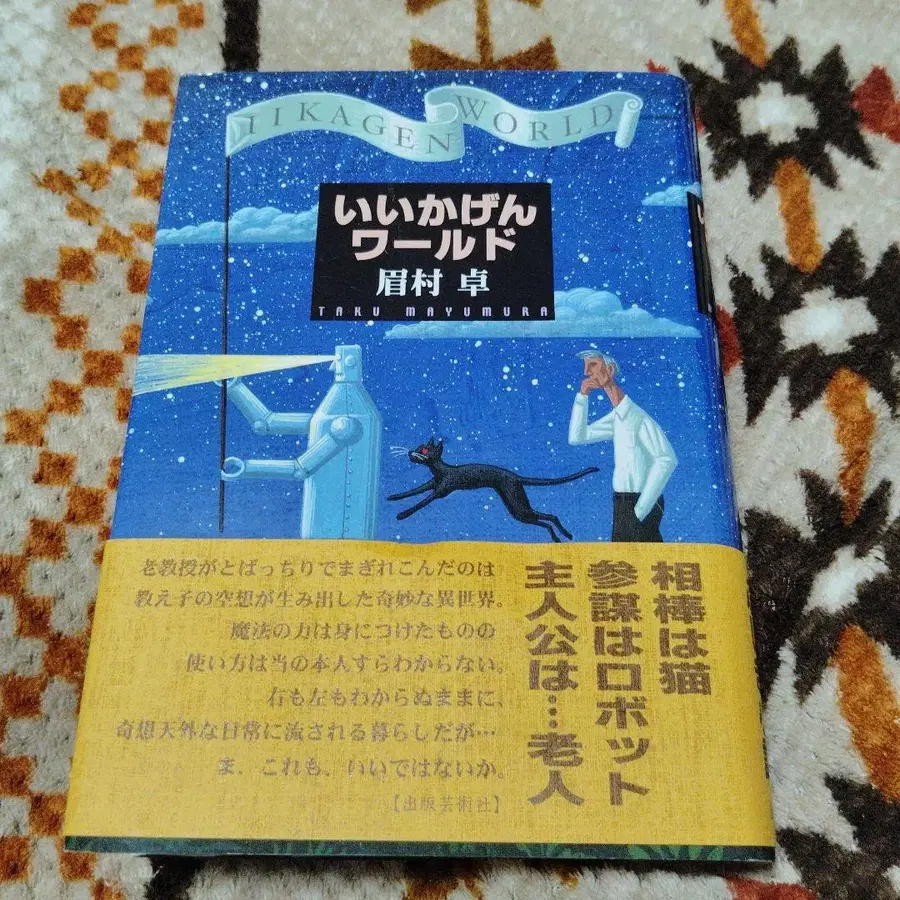 IIKAGEN WORLD
いいかげん
ワールド
眉村 卓
TAKU MAYUMURA
相棒は猫
参謀はロボット
主人公は…老人
老教授がとばっちりでまぎれこんだのは
教え子の空想が生み出した奇妙な異世界。
魔法の力は身につけたものの
使い方は当の本人すらわからない。
右も左もわからぬままに、
奇想天外な日常に流される暮らしだが…
ま、これも、いいではないか。
【出版芸術社】